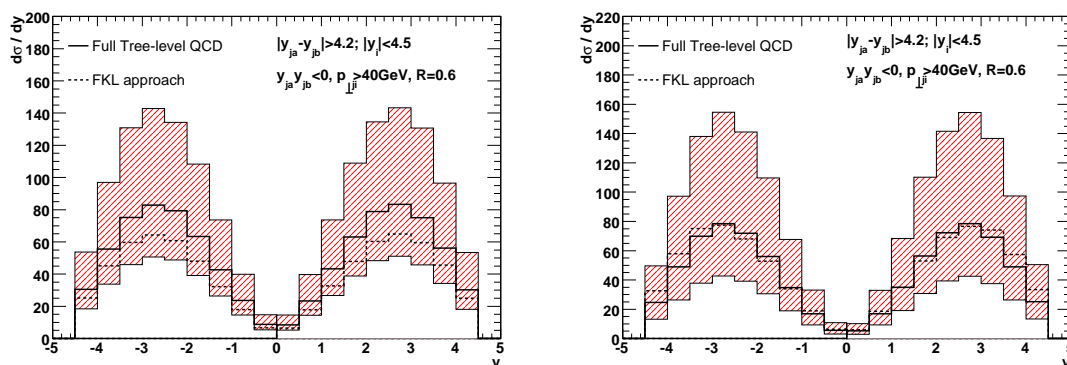 dσ / dy
200
180
160
140
120
100
80
60
40
20
0
Full Tree-level QCD
FKL approach
|y_ja-y_jb|>4.2; |y_i|<4.5
y_ja y_jb<0, p_⊥ji>40GeV, R=0.6
-5 -4 -3 -2 -1 0 1 2 3 4 5
y
dσ / dy
220
200
180
160
140
120
100
80
60
40
20
0
Full Tree-level QCD
FKL approach
|y_ja-y_jb|>4.2; |y_i|<4.5
y_ja y_jb<0, p_⊥ji>40GeV, R=0.6
-5 -4 -3 -2 -1 0 1 2 3 4 5
y